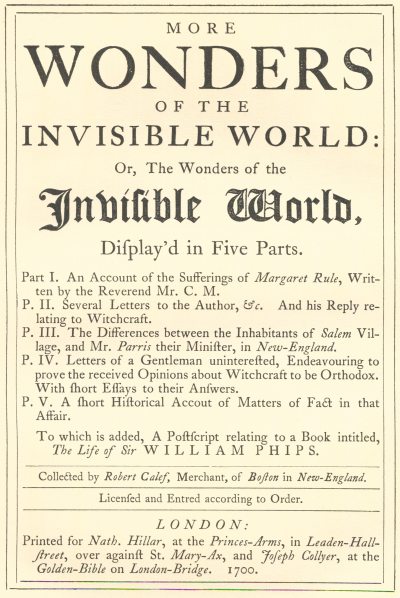 MORE
WONDERS
OF THE
INVISIBLE WORLD:
Or, The Wonders of the
Inviſible World,
Diſplay'd in Five Parts.
Part I. An Account of the Sufferings of Margaret Rule, Writ-
ten by the Reverend Mr. C. M.
P. II. Several Letters to the Author, &c. And his Reply re-
lating to Witchcraft.
P. III. The Differences between the Inhabitants of Salem Vil-
lage, and Mr. Parris their Miniſter, in New-England.
P. IV. Letters of a Gentleman unintereſted, Endeavouring to
prove the received Opinions about Witchcraft to be Orthodox.
With ſhort Eſſays to their Anſwers.
P. V. A ſhort Hiſtorical Accout of Matters of Fact in that
Affair.
To which is added, A Poſtſcript relating to a Book intitled,
The Life of Sir WILLIAM PHIPS.
Collected by Robert Calef, Merchant, of Boſton in New-England.
Licenſed and Entred according to Order.
LONDON:
Printed for Nath. Hillar, at the Princes-Arms, in Leaden-Hall-
ſtreet, over againſt St. Mary-Ax, and Joſeph Collyer, at the
Golden-Bible on London-Bridge. 1700.